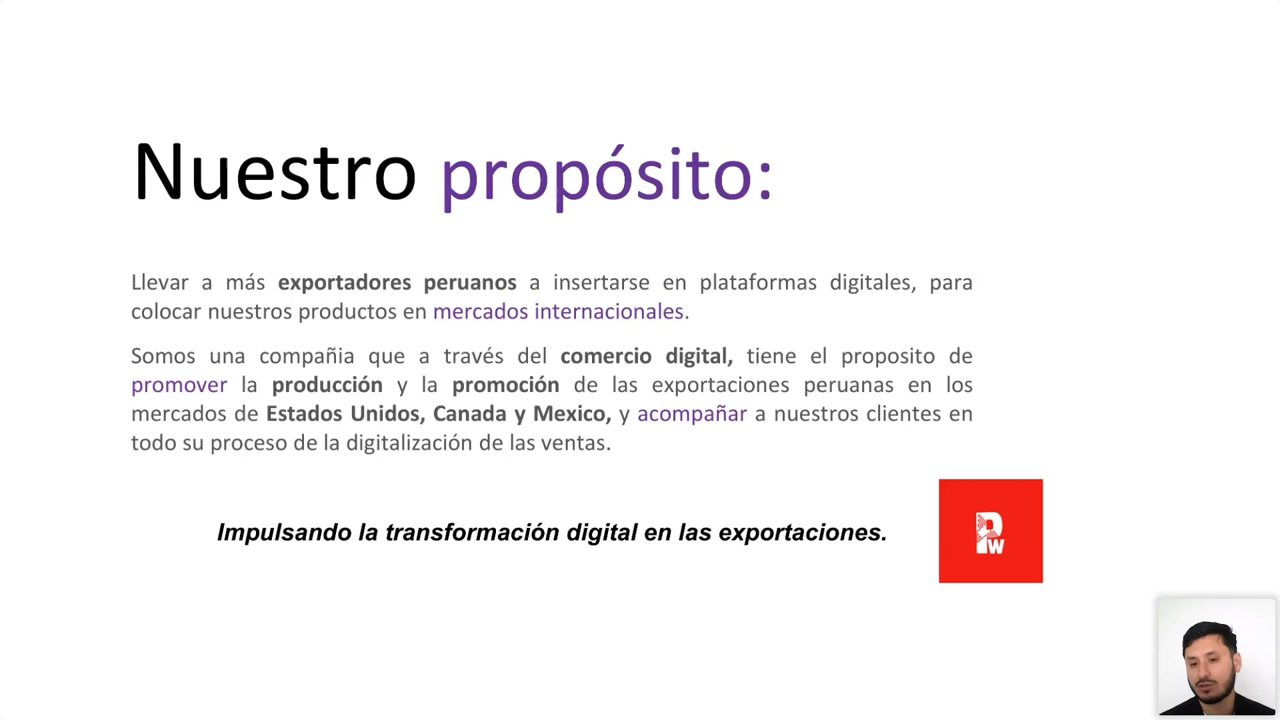 Nuestro propósito:
Llevar a más exportadores peruanos a insertarse en plataformas digitales, para
colocar nuestros productos en mercados internacionales.
Somos una compañia que a través del comercio digital, tiene el proposito de
promover la producción y la promoción de las exportaciones peruanas en los
mercados de Estados Unidos, Canada y Mexico, y acompañar a nuestros clientes en
todo su proceso de la digitalización de las ventas.
Impulsando la transformación digital en las exportaciones.
PW